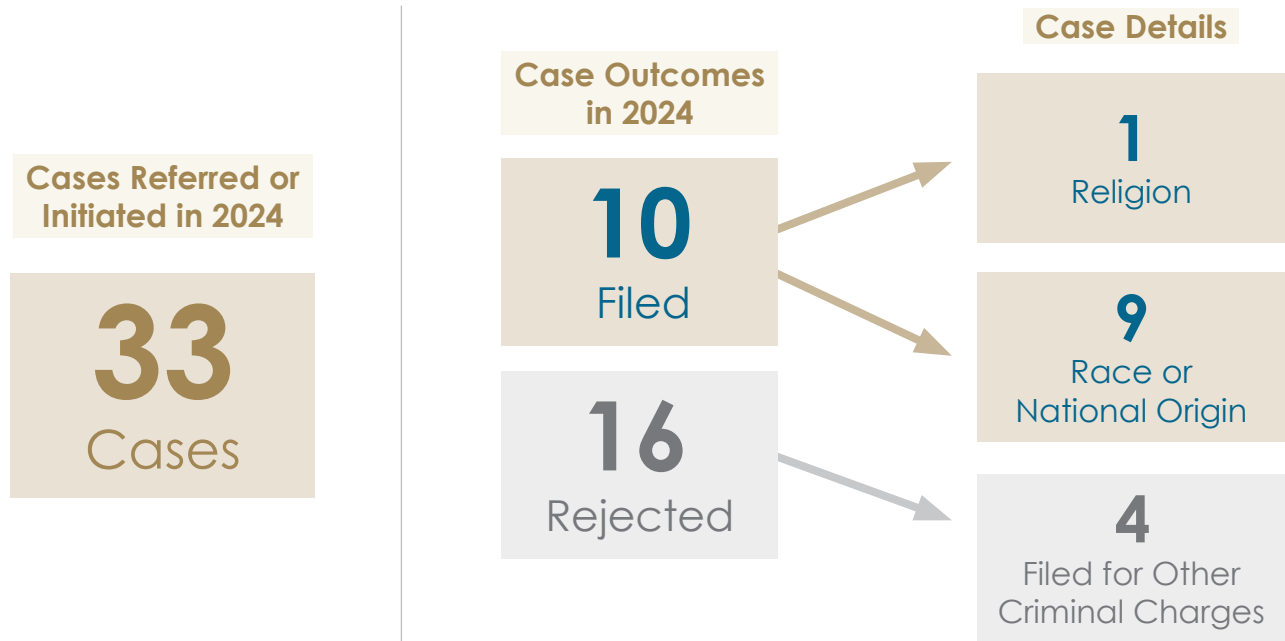 Cases Referred or
Initiated in 2024
33
Cases
Case Outcomes
in 2024
10
Filed
16
Rejected
Case Details
1
Religion
9
Race or
National Origin
4
Filed for Other
Criminal Charges